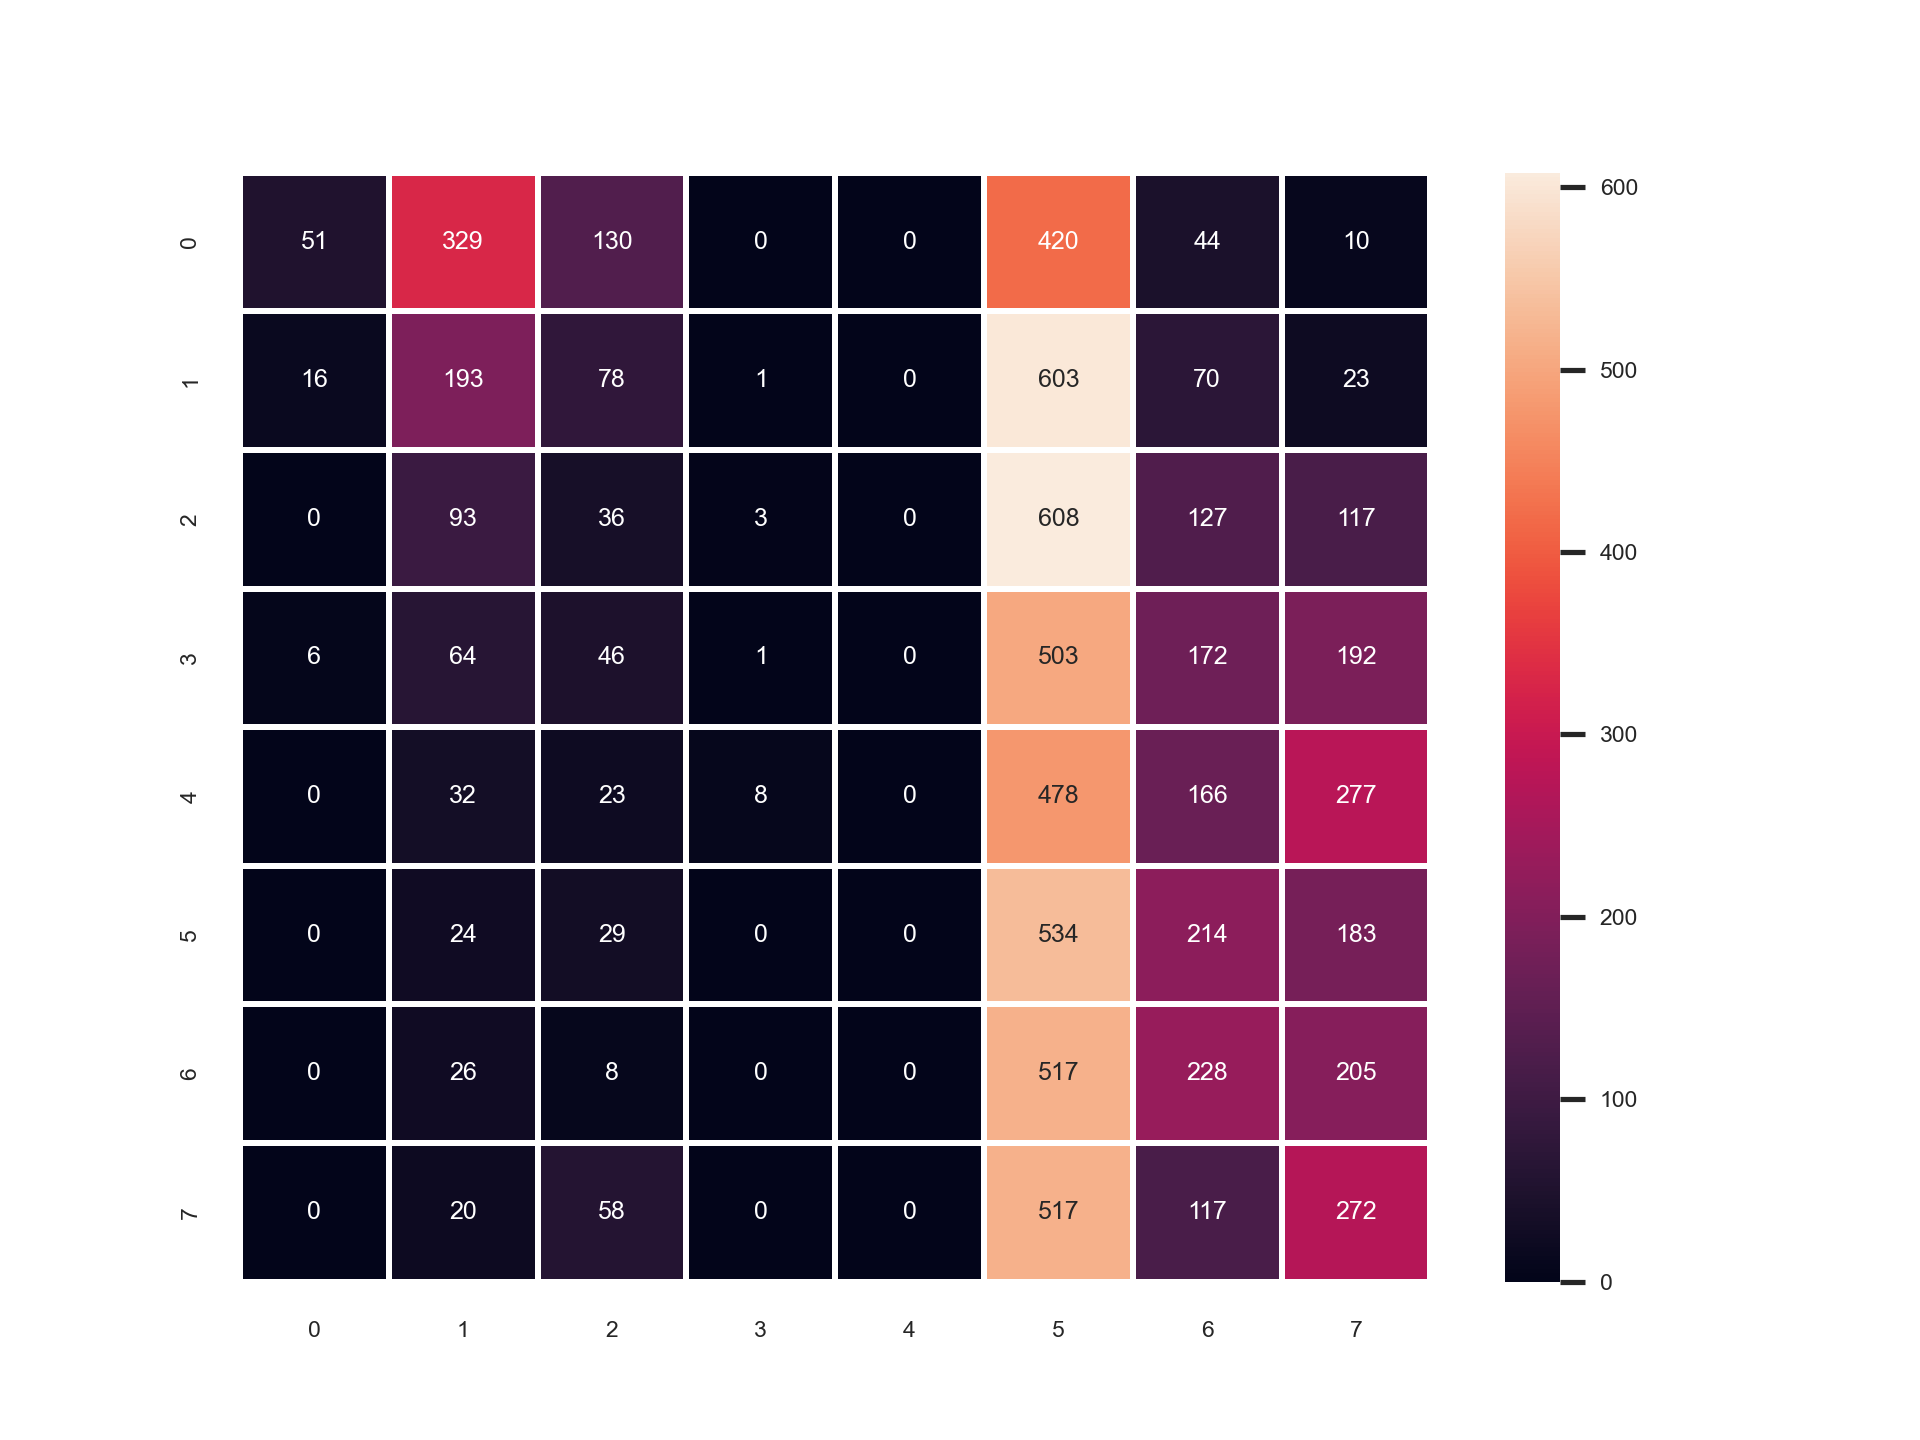 0 51 329 130 0 0 420 44 10
1 16 193 78 1 0 603 70 23
2 0 93 36 3 0 608 127 117
3 6 64 46 1 0 503 172 192
4 0 32 23 8 0 478 166 277
5 0 24 29 0 0 534 214 183
6 0 26 8 0 0 517 228 205
7 0 20 58 0 0 517 117 272
0 1 2 3 4 5 6 7
600
500
400
300
200
100
0